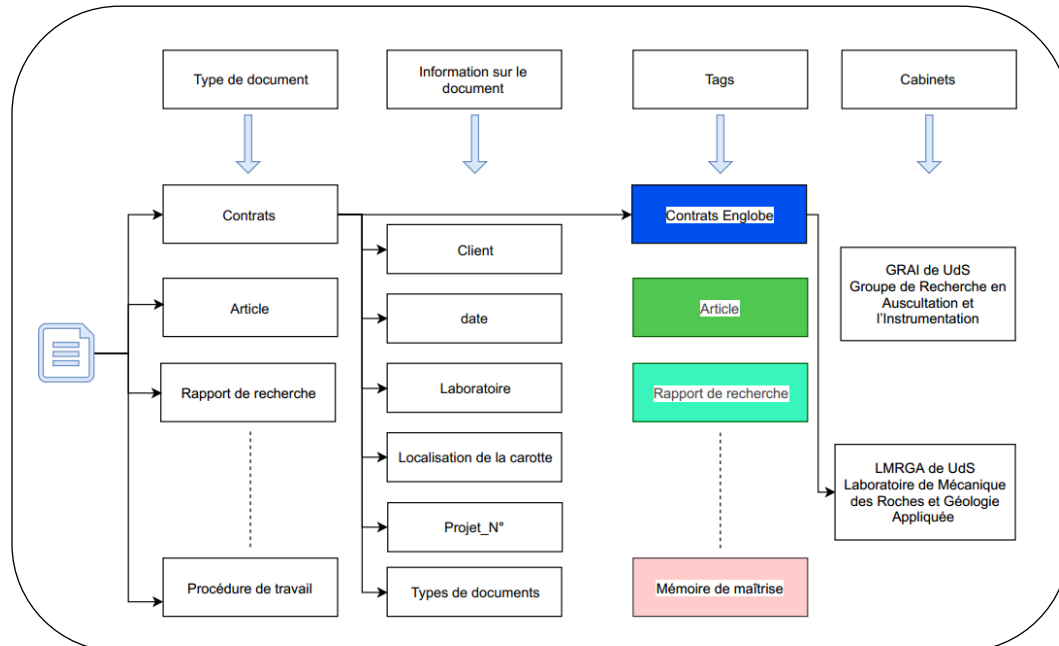 Type de document
Information sur le
document
Tags
Cabinets
Contrats
Contrats Englobe
Client
GRAI de UdS
Groupe de Recherche en
Auscultation et
l'Instrumentation
Article
date
Article
Rapport de recherche
Laboratoire
Rapport de recherche
Localisation de la carotte
LMRGA de UdS
Laboratoire de Mécanique
des Roches et Géologie
Appliquée
Projet_N°
Procédure de travail
Types de documents
Mémoire de maîtrise